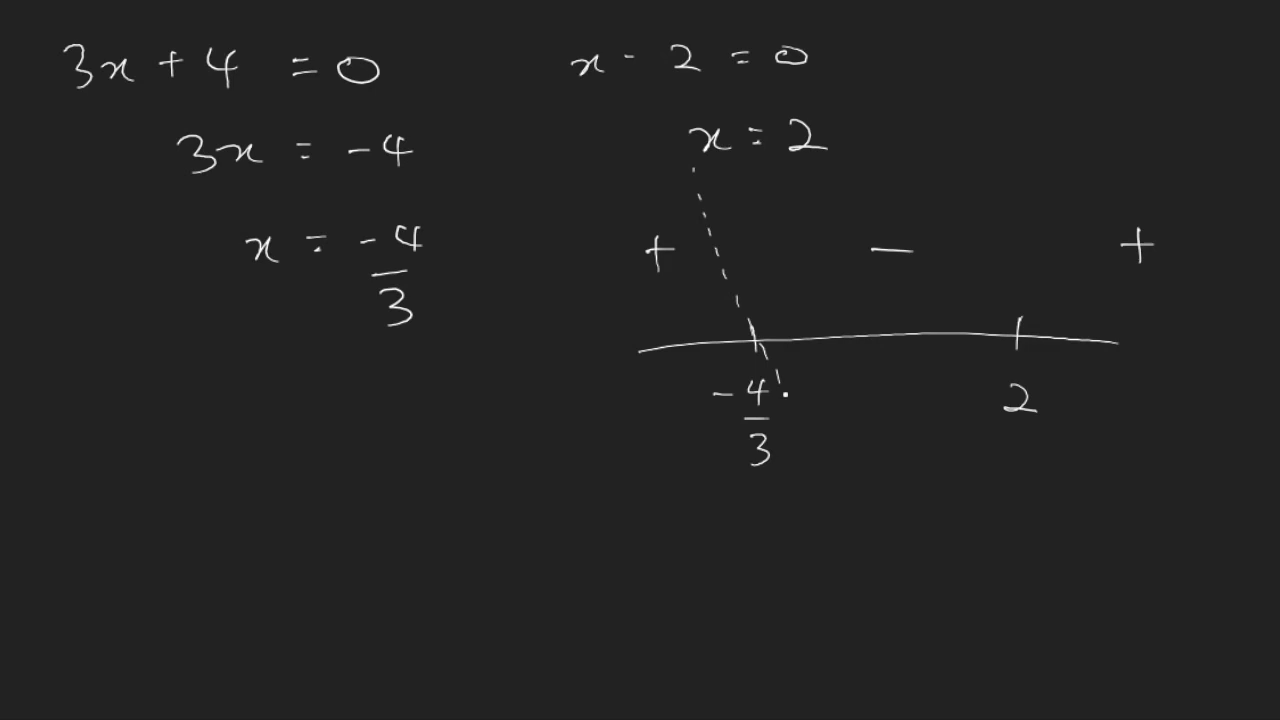 3x + 4 = 0
3x = -4
x = -4/3
x - 2 = 0
x = 2
+ − +
-4/3 2